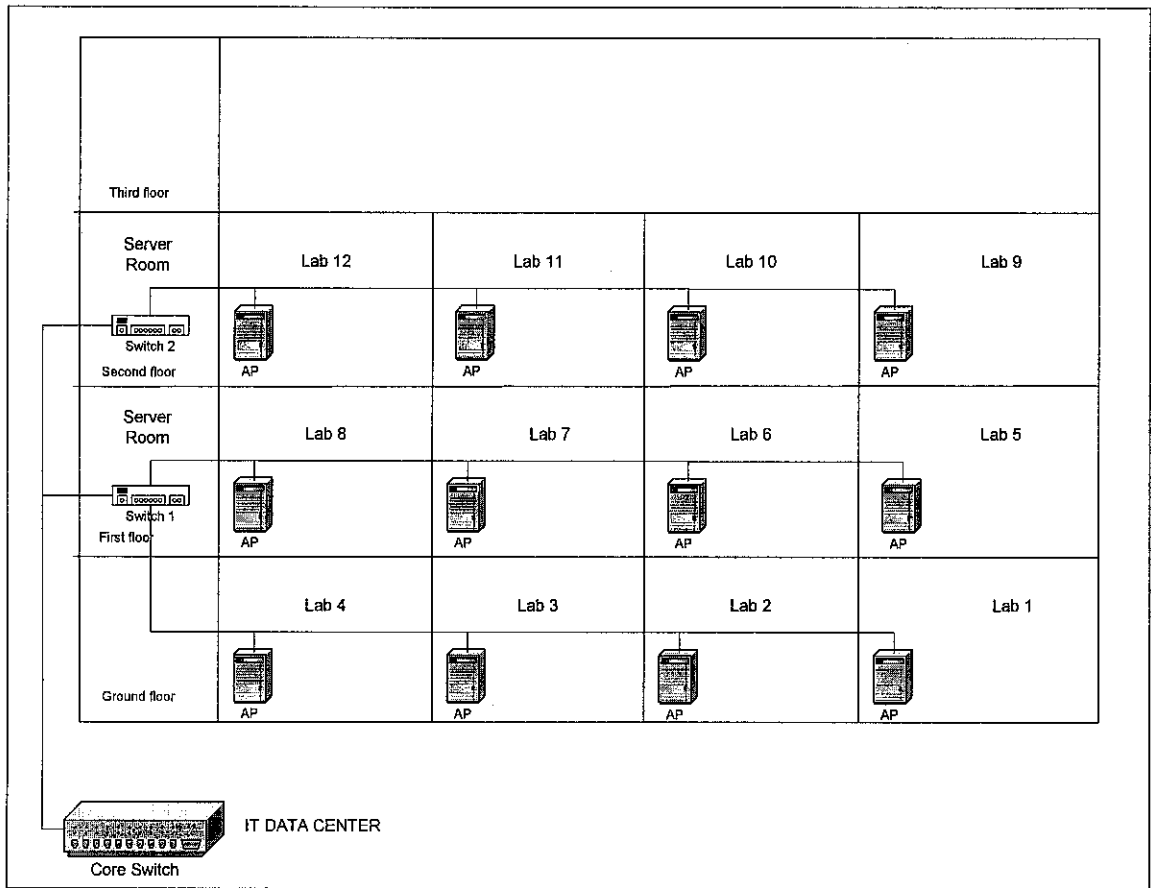 Third floor
Server
Room
Lab 12
Lab 11
Lab 10
Lab 9
Switch 2
Second floor
AP
AP
AP
AP
Server
Room
Lab 8
Lab 7
Lab 6
Lab 5
Switch 1
First floor
AP
AP
AP
AP
Lab 4
Lab 3
Lab 2
Lab 1
Ground floor
AP
AP
AP
AP
IT DATA CENTER
Core Switch